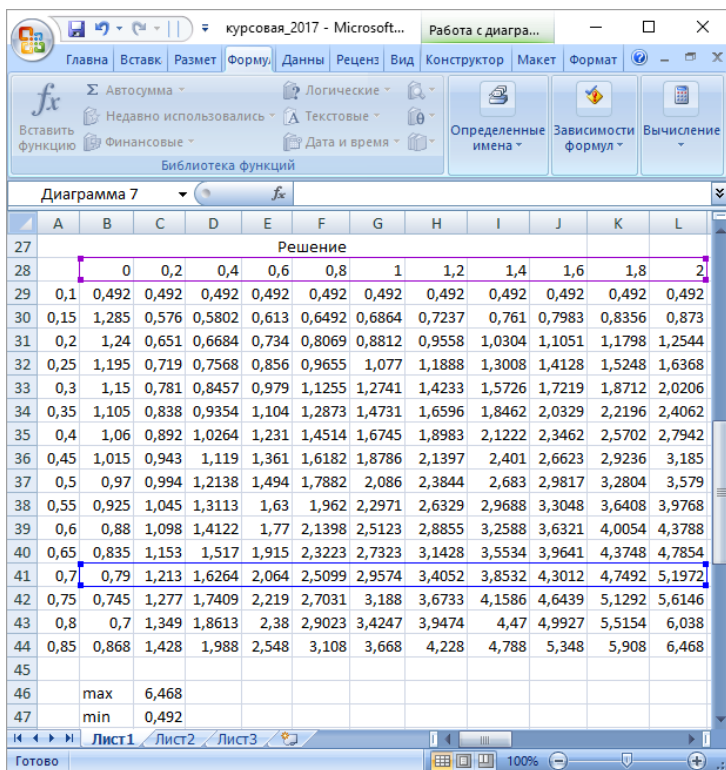 курсовая_2017 - Microsoft... Работа с диагра...
Главна Вставк Размет Формул Данны Реценз Вид Конструктор Макет Формат
Σ Автосумма Логические
fx Недавно использовались Текстовые
Вставить функцию Финансовые Дата и время Определенные имена Зависимости формул Вычисление
Библиотека функций
Диаграмма 7 fx
A B C D E F G H I J K L
27 Решение
28 0 0,2 0,4 0,6 0,8 1 1,2 1,4 1,6 1,8 2
29 0,1 0,492 0,492 0,492 0,492 0,492 0,492 0,492 0,492 0,492 0,492 0,492
30 0,15 1,285 0,576 0,5802 0,613 0,6492 0,6864 0,7237 0,761 0,7983 0,8356 0,873
31 0,2 1,24 0,651 0,6684 0,734 0,8069 0,8812 0,9558 1,0304 1,1051 1,1798 1,2544
32 0,25 1,195 0,719 0,7568 0,856 0,9655 1,077 1,1888 1,3008 1,4128 1,5248 1,6368
33 0,3 1,15 0,781 0,8457 0,979 1,1255 1,2741 1,4233 1,5726 1,7219 1,8712 2,0206
34 0,35 1,105 0,838 0,9354 1,104 1,2873 1,4731 1,6596 1,8462 2,0329 2,2196 2,4062
35 0,4 1,06 0,892 1,0264 1,231 1,4514 1,6745 1,8983 2,1222 2,3462 2,5702 2,7942
36 0,45 1,015 0,943 1,119 1,361 1,6182 1,8786 2,1397 2,401 2,6623 2,9236 3,185
37 0,5 0,97 0,994 1,2138 1,494 1,7882 2,086 2,3844 2,683 2,9817 3,2804 3,579
38 0,55 0,925 1,045 1,3113 1,63 1,962 2,2971 2,6329 2,9688 3,3048 3,6408 3,9768
39 0,6 0,88 1,098 1,4122 1,77 2,1398 2,5123 2,8855 3,2588 3,6321 4,0054 4,3788
40 0,65 0,835 1,153 1,517 1,915 2,3223 2,7323 3,1428 3,5534 3,9641 4,3748 4,7854
41 0,7 0,79 1,213 1,6264 2,064 2,5099 2,9574 3,4052 3,8532 4,3012 4,7492 5,1972
42 0,75 0,745 1,277 1,7409 2,219 2,7031 3,188 3,6733 4,1586 4,6439 5,1292 5,6146
43 0,8 0,7 1,349 1,8613 2,38 2,9023 3,4247 3,9474 4,47 4,9927 5,5154 6,038
44 0,85 0,868 1,428 1,988 2,548 3,108 3,668 4,228 4,788 5,348 5,908 6,468
45
46 max 6,468
47 min 0,492
Лист1 Лист2 Лист3
Готово 100%